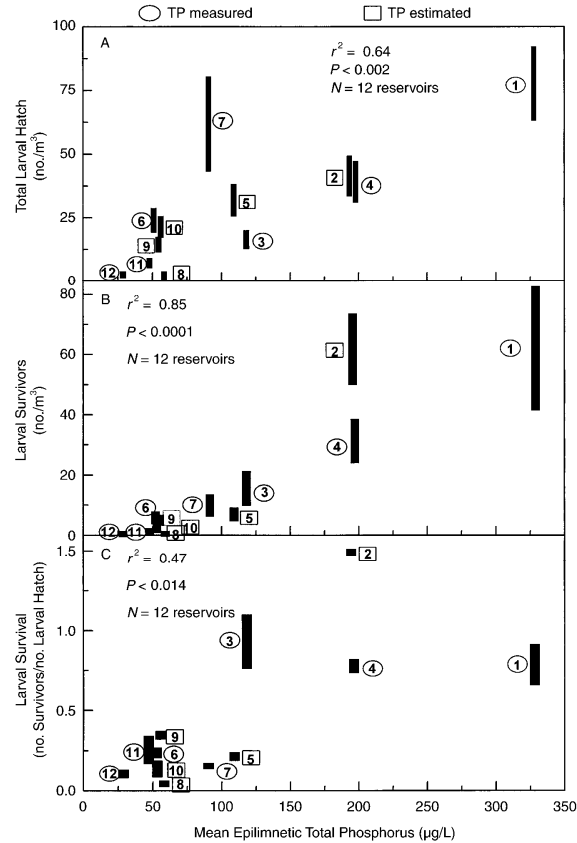 TP measured TP estimated
A
r² = 0.64
P < 0.002
N = 12 reservoirs
Total Larval Hatch
(no./m³)
100
75
50
25
0
1
7
2
4
5
6
10
3
9
11
12
8
B
r² = 0.85
P < 0.0001
N = 12 reservoirs
Larval Survivors
(no./m³)
80
60
40
20
0
2
1
4
3
7
6
5
9
10
12
11
8
C
r² = 0.47
P < 0.014
N = 12 reservoirs
Larval Survival
(no. Survivors/no. Larval Hatch)
1.5
1.0
0.5
0.0
2
3
4
1
9
11
6
5
10
12
7
8
0 50 100 150 200 250 300 350
Mean Epilimnetic Total Phosphorus (µg/L)